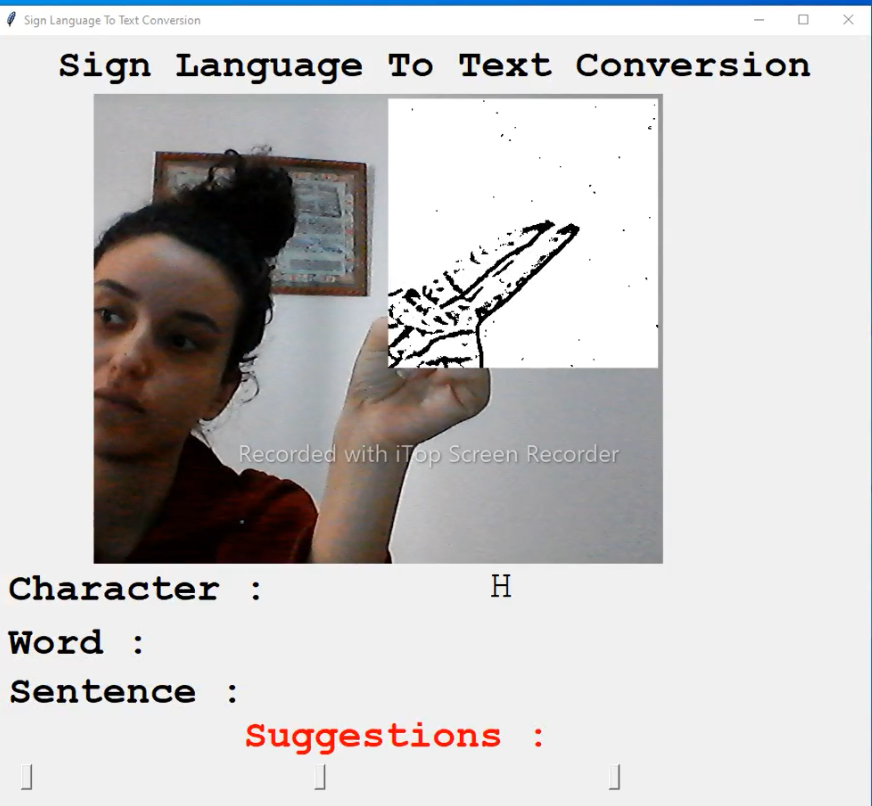 Sign Language To Text Conversion
Sign Language To Text Conversion
Recorded with iTop Screen Recorder
Character : H
Word :
Sentence :
Suggestions :